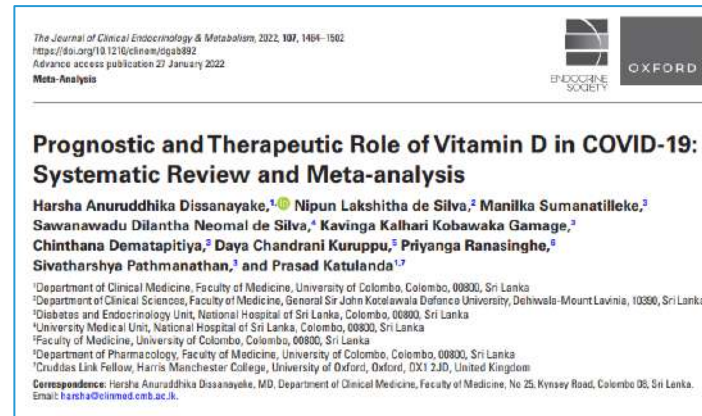 The Journal of Clinical Endocrinology & Metabolism, 2022, 107, 1484–1502
https://doi.org/10.1210/clinem/dgab892
Advance access publication 27 January 2022
Meta-Analysis
ENDOCRINE
SOCIETY
OXFORD
Prognostic and Therapeutic Role of Vitamin D in COVID-19:
Systematic Review and Meta-analysis
Harsha Anuruddhika Dissanayake,1, iD Nipun Lakshitha de Silva,2 Manilka Sumanatilleke,3
Sawanawadu Dilantha Neomal de Silva,4 Kavinga Kalhari Kobawaka Gamage,3
Chinthana Dematapitiya,3 Daya Chandrani Kuruppu,5 Priyanga Ranasinghe,6
Sivatharshya Pathmanathan,3 and Prasad Katulanda1,7
1Department of Clinical Medicine, Faculty of Medicine, University of Colombo, Colombo, 00800, Sri Lanka
2Department of Clinical Sciences, Faculty of Medicine, General Sir John Kotelawala Defence University, Dehiwala-Mount Lavinia, 10390, Sri Lanka
3Diabetes and Endocrinology Unit, National Hospital of Sri Lanka, Colombo, 00800, Sri Lanka
4University Medical Unit, National Hospital of Sri Lanka, Colombo, 00800, Sri Lanka
5Faculty of Medicine, University of Colombo, Colombo, 00800, Sri Lanka
6Department of Pharmacology, Faculty of Medicine, University of Colombo, Colombo, 00800, Sri Lanka
7Cruddas Link Fellow, Harris Manchester College, University of Oxford, Oxford, OX1 2JD, United Kingdom
Correspondence: Harsha Anuruddhika Dissanayake, MD, Department of Clinical Medicine, Faculty of Medicine, No 25, Kynsey Road, Colombo 08, Sri Lanka.
Email: harsha@clinmed.cmb.ac.lk.